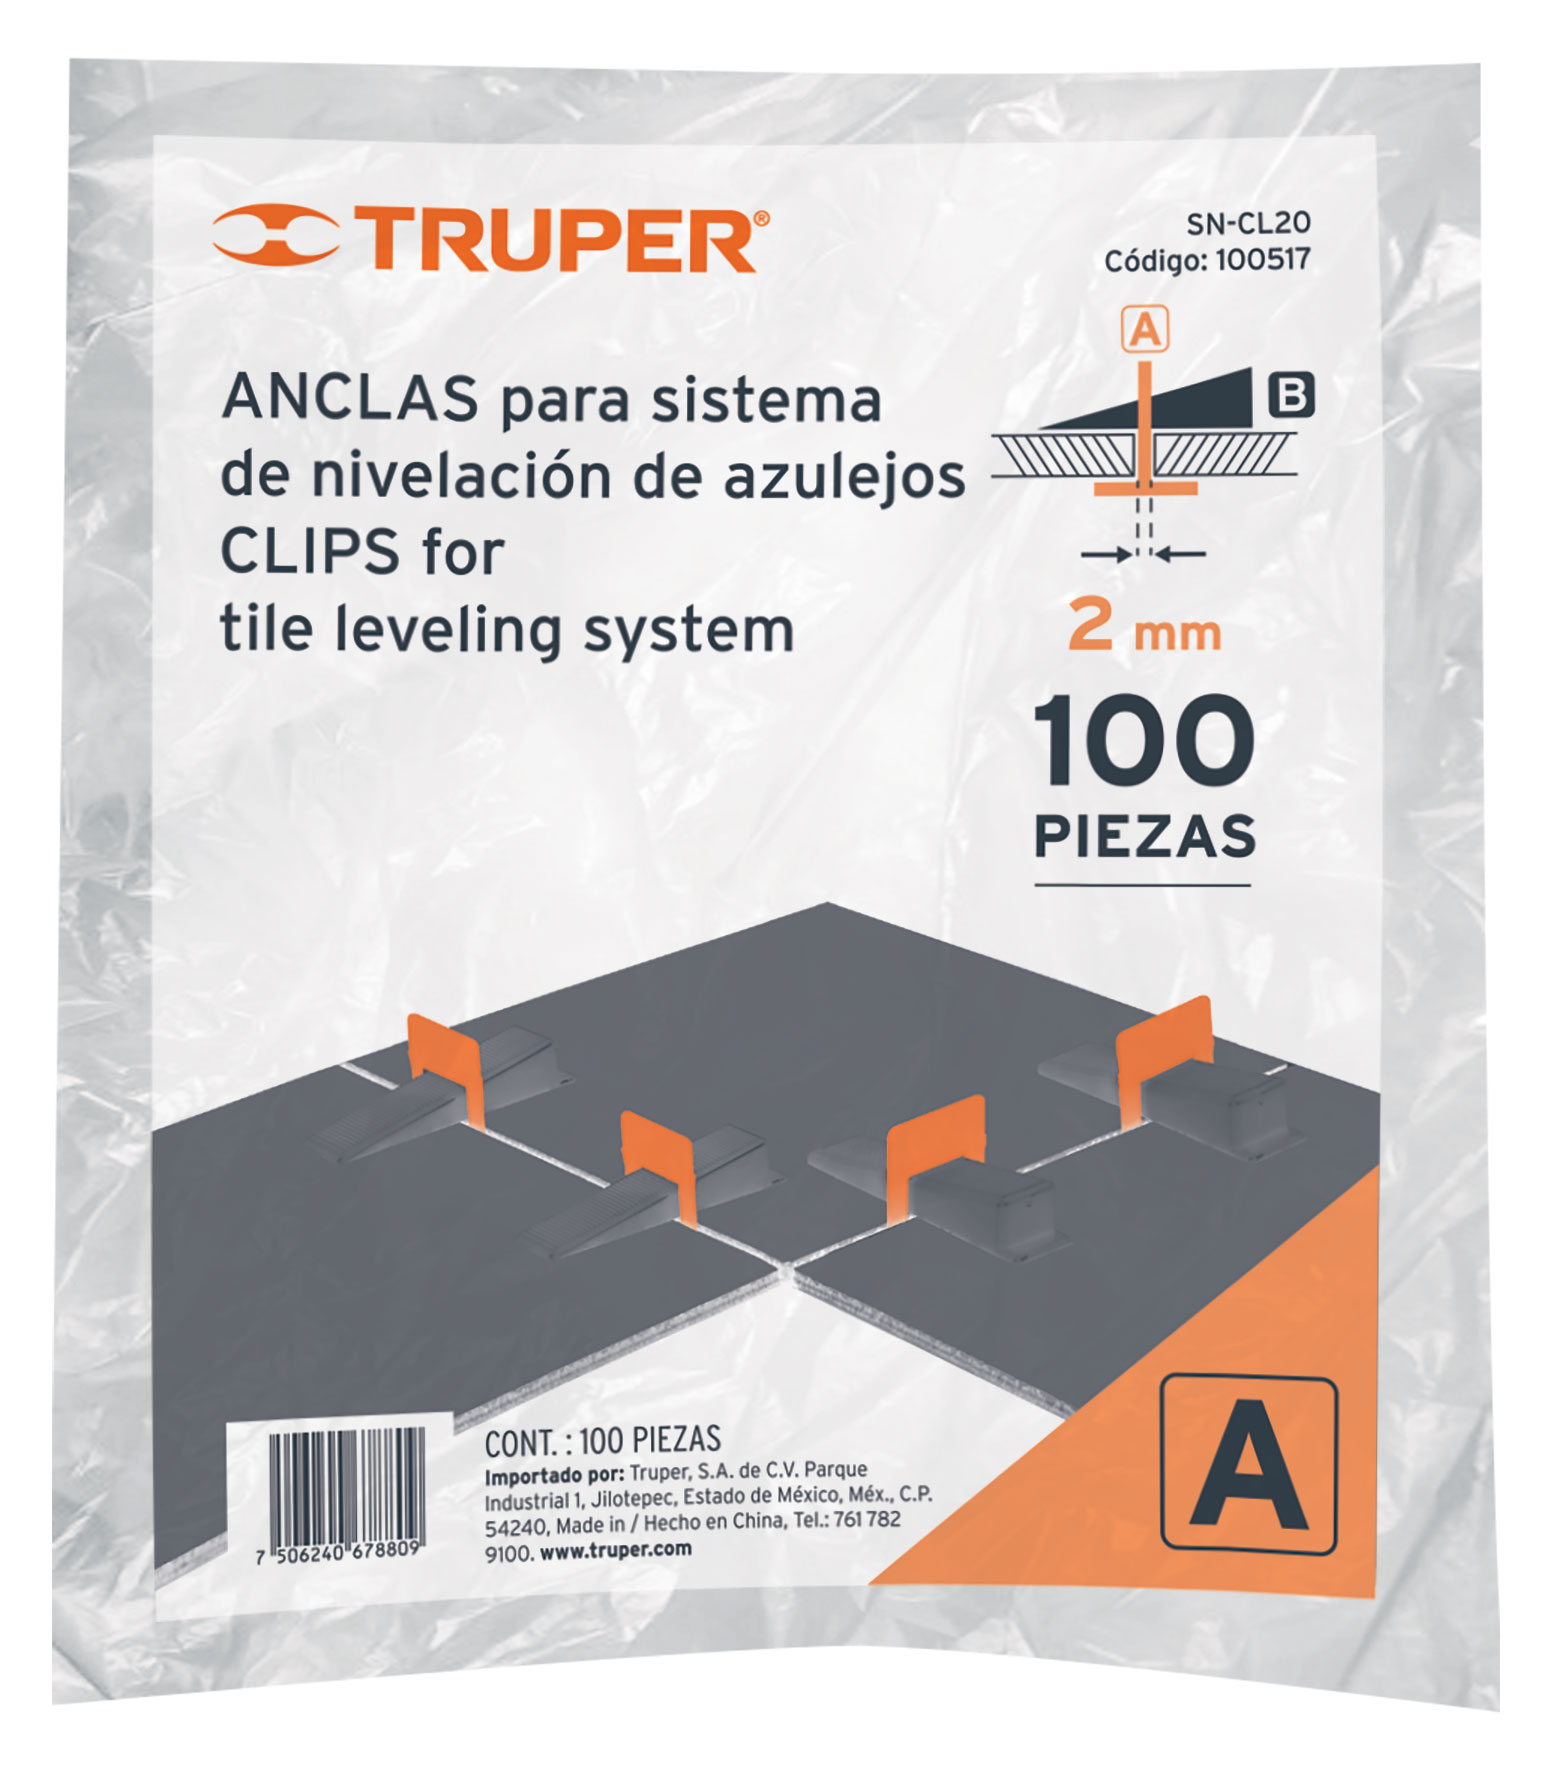 TRUPER®
SN-CL20
Código: 100517
A
B
ANCLAS para sistema
de nivelación de azulejos
CLIPS for
tile leveling system
2 mm
100
PIEZAS
A
CONT. : 100 PIEZAS
Importado por: Truper, S.A. de C.V. Parque
Industrial 1, Jilotepec, Estado de México, Méx., C.P.
54240, Made in / Hecho en China, Tel.: 761 782
9100. www.truper.com
7 506240 678809